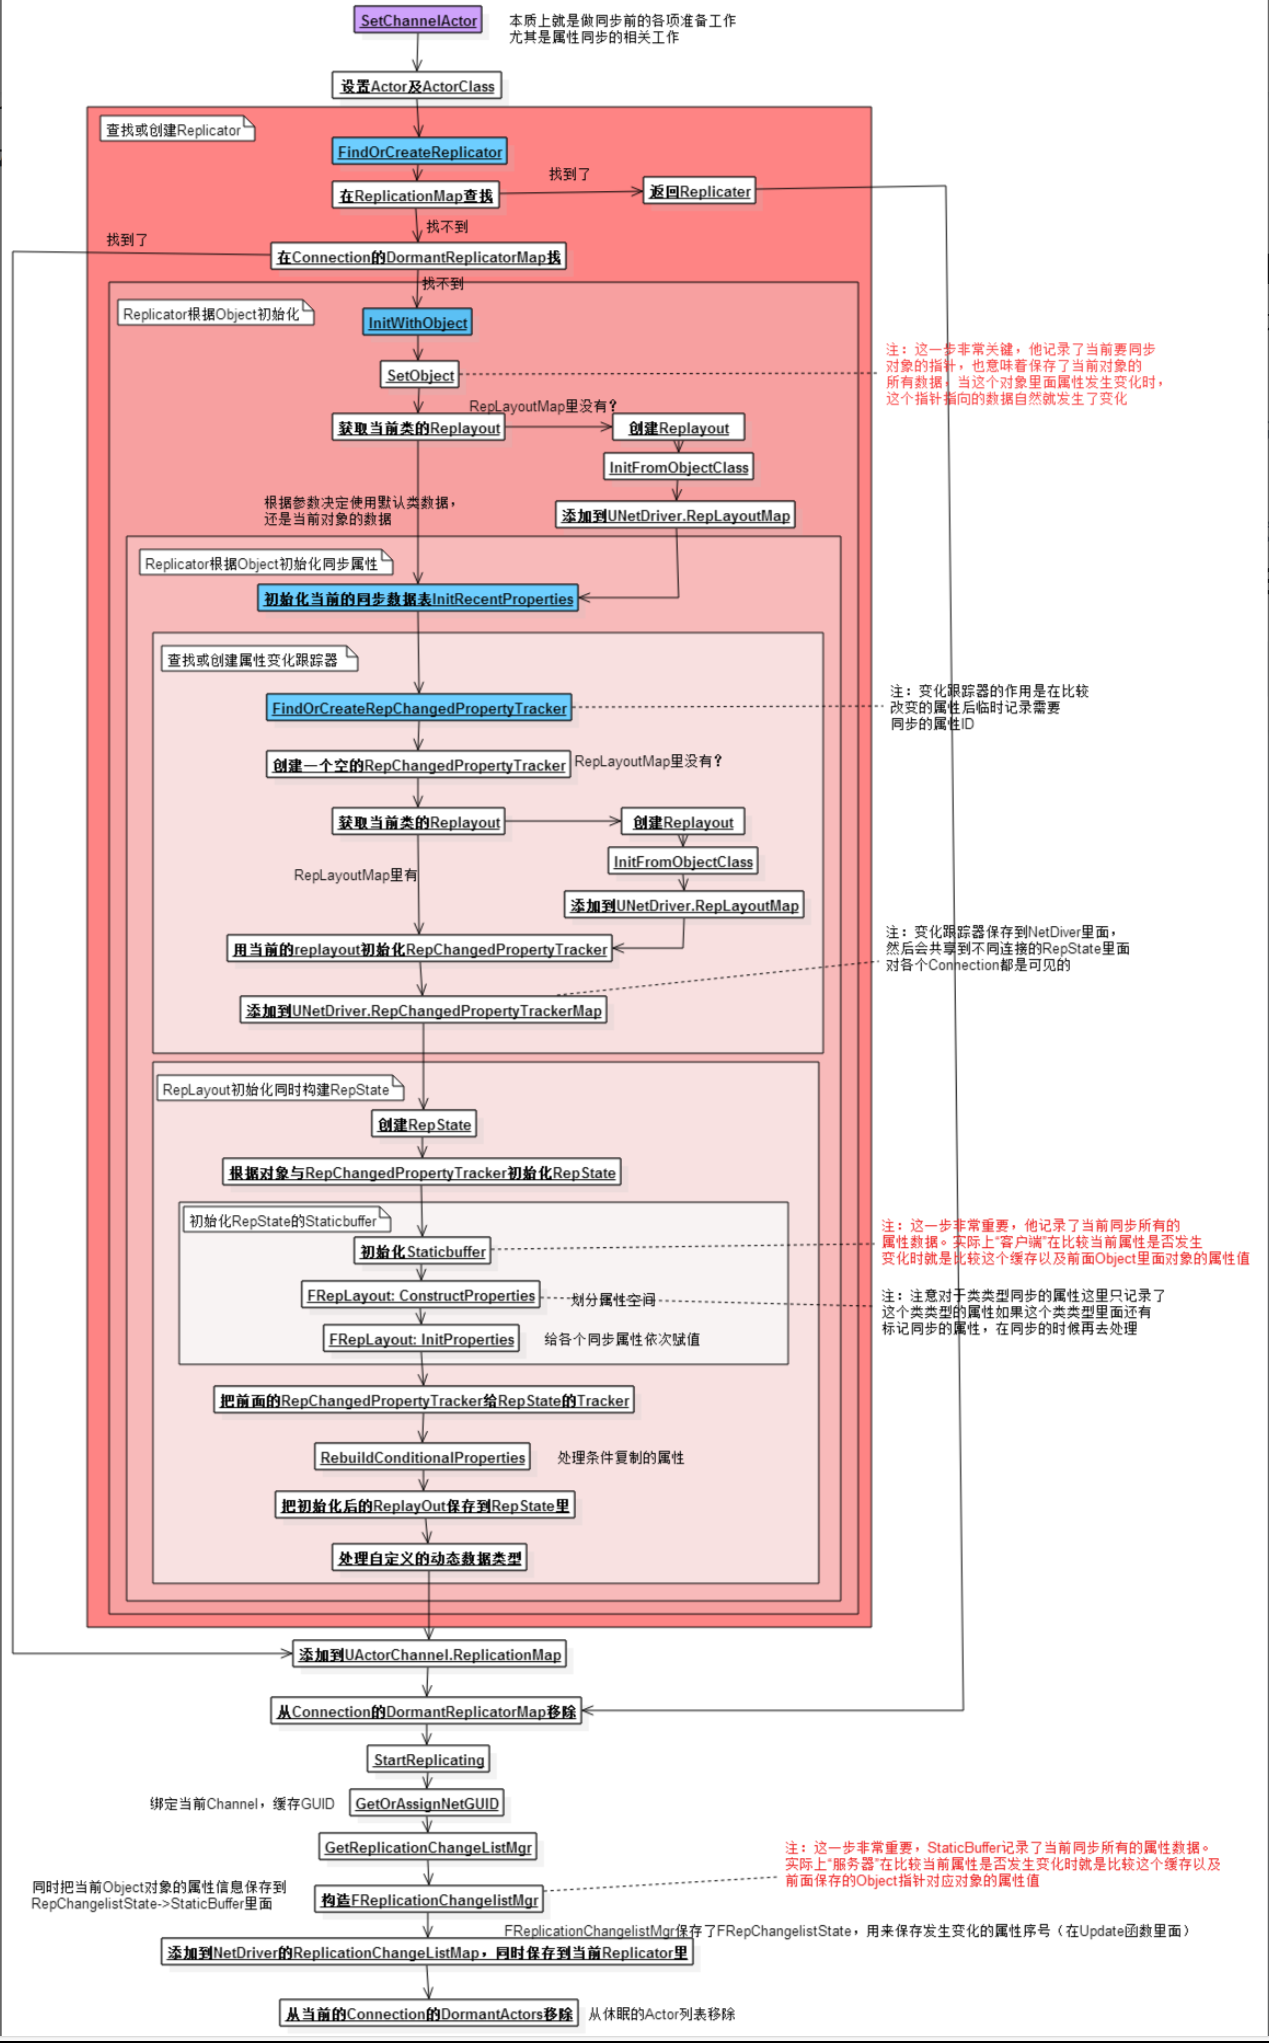 SetChannelActor
本质上就是做同步前的各项准备工作
尤其是属性同步的相关工作
设置Actor及ActorClass
查找或创建Replicator
FindOrCreateReplicator
找到了
在ReplicationMap查找
返回Replicater
找不到
找到了
在Connection的DormantReplicatorMap找
找不到
Replicator根据Object初始化
InitWithObject
注：这一步非常关键，他记录了当前要同步
对象的指针，也意味着保存了当前对象的
所有数据，当这个对象里面属性发生变化时，
这个指针指向的数据自然就发生了变化
SetObject
RepLayoutMap里没有？
获取当前类的Replayout
创建Replayout
InitFromObjectClass
根据参数决定使用默认类数据，
还是当前对象的数据
添加到UNetDriver.RepLayoutMap
Replicator根据Object初始化同步属性
初始化当前的同步数据表InitRecentProperties
查找或创建属性变化跟踪器
注：变化跟踪器的作用是在比较
改变的属性后临时记录需要
同步的属性ID
FindOrCreateRepChangedPropertyTracker
创建一个空的RepChangedPropertyTracker
RepLayoutMap里没有？
获取当前类的Replayout
创建Replayout
InitFromObjectClass
RepLayoutMap里有
添加到UNetDriver.RepLayoutMap
用当前的replayout初始化RepChangedPropertyTracker
注：变化跟踪器保存到NetDiver里面，
然后会共享到不同连接的RepState里面
对各个Connection都是可见的
添加到UNetDriver.RepChangedPropertyTrackerMap
RepLayout初始化同时构建RepState
创建RepState
根据对象与RepChangedPropertyTracker初始化RepState
初始化RepState的Staticbuffer
注：这一步非常重要，他记录了当前同步所有的
属性数据。实际上“客户端”在比较当前属性是否发生
变化时就是比较这个缓存以及前面Object里面对象的属性值
初始化Staticbuffer
FRepLayout: ConstructProperties
划分属性空间
注：注意对于类类型同步的属性这里只记录了
这个类类型的属性如果这个类类型里面还有
标记同步的属性，在同步的时候再去处理
FRepLayout: InitProperties
给各个同步属性依次赋值
把前面的RepChangedPropertyTracker给RepState的Tracker
RebuildConditionalProperties
处理条件复制的属性
把初始化后的ReplayOut保存到RepState里
处理自定义的动态数据类型
添加到UActorChannel.ReplicationMap
从Connection的DormantReplicatorMap移除
StartReplicating
绑定当前Channel，缓存GUID
GetOrAssignNetGUID
GetReplicationChangeListMgr
注：这一步非常重要，StaticBuffer记录了当前同步所有的属性数据。
实际上“服务器”在比较当前属性是否发生变化时就是比较这个缓存以及
前面保存的Object指针对应对象的属性值
同时把当前Object对象的属性信息保存到
RepChangelistState->StaticBuffer里面
构造FReplicationChangelistMgr
FReplicationChangelistMgr保存了FRepChangelistState，用来保存发生变化的属性序号（在Update函数里面）
添加到NetDriver的ReplicationChangeListMap，同时保存到当前Replicator里
从当前的Connection的DormantActors移除
从休眠的Actor列表移除